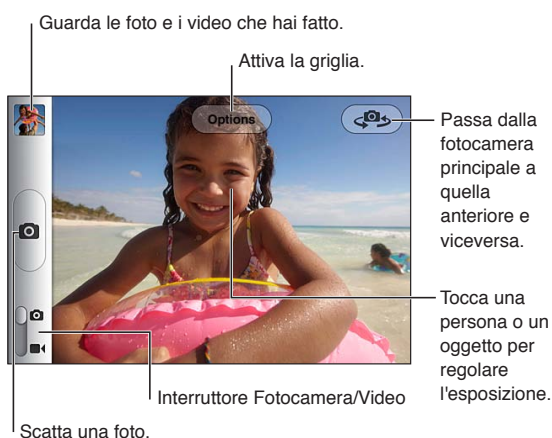 Guarda le foto e i video che hai fatto.
Attiva la griglia.
Options
Passa dalla
fotocamera
principale a
quella
anteriore e
viceversa.
Tocca una
persona o un
oggetto per
regolare
l'esposizione.
Interruttore Fotocamera/Video
Scatta una foto.